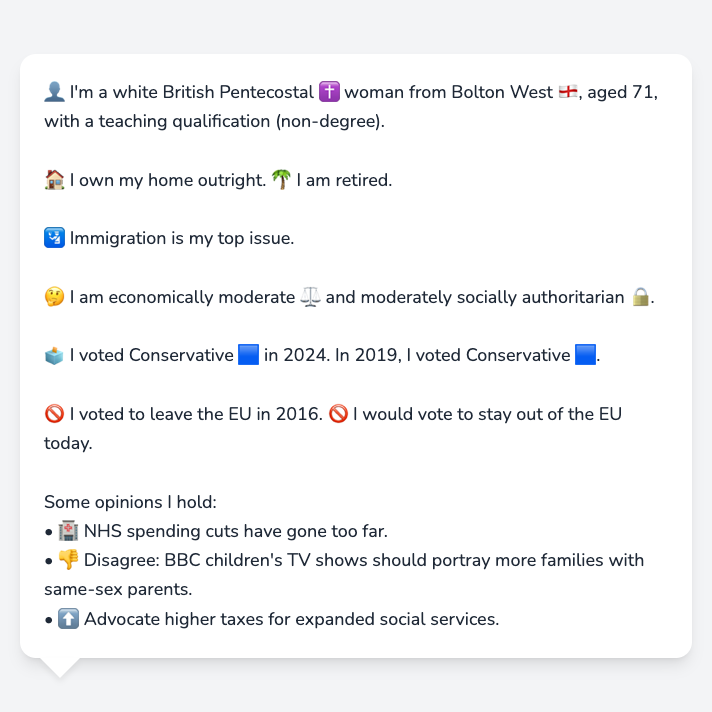 👤 I'm a white British Pentecostal ✝️ woman from Bolton West 🏴󠁧󠁢󠁥󠁮󠁧󠁿, aged 71,
with a teaching qualification (non-degree).
🏠 I own my home outright. 🌴 I am retired.
🛂 Immigration is my top issue.
🤔 I am economically moderate ⚖️ and moderately socially authoritarian 🔒.
🗳️ I voted Conservative 🟦 in 2024. In 2019, I voted Conservative 🟦.
🚫 I voted to leave the EU in 2016. 🚫 I would vote to stay out of the EU
today.
Some opinions I hold:
• 🏥 NHS spending cuts have gone too far.
• 👎 Disagree: BBC children's TV shows should portray more families with
same-sex parents.
• ⬆️ Advocate higher taxes for expanded social services.